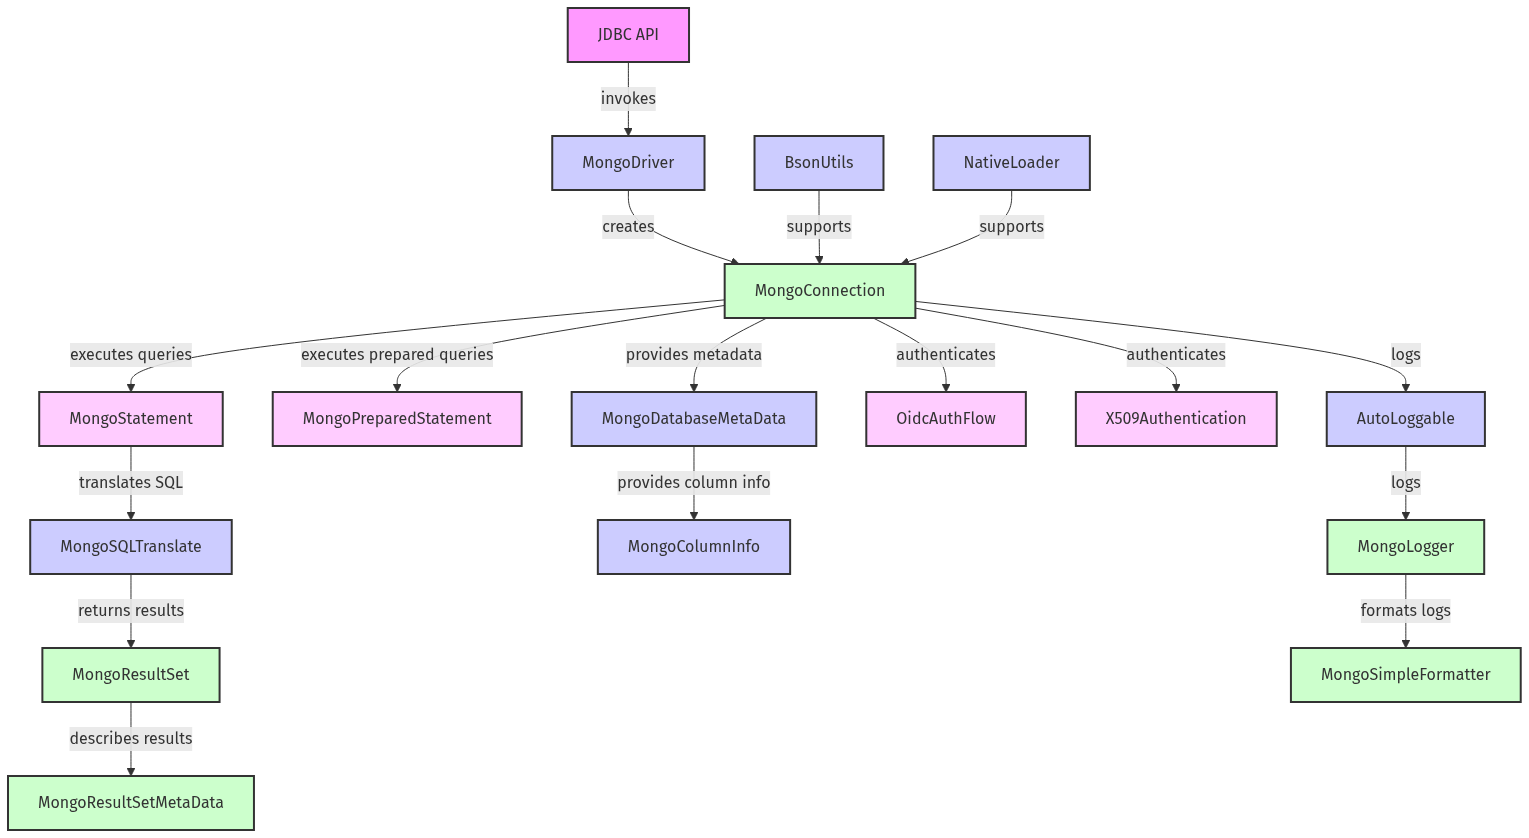 JDBC API
invokes
MongoDriver
BsonUtils
NativeLoader
creates
supports
supports
MongoConnection
executes queries
executes prepared queries
provides metadata
authenticates
authenticates
logs
MongoStatement
MongoPreparedStatement
MongoDatabaseMetaData
OidcAuthFlow
X509Authentication
AutoLoggable
translates SQL
provides column info
logs
MongoSQLTranslate
MongoColumnInfo
MongoLogger
returns results
formats logs
MongoResultSet
MongoSimpleFormatter
describes results
MongoResultSetMetaData